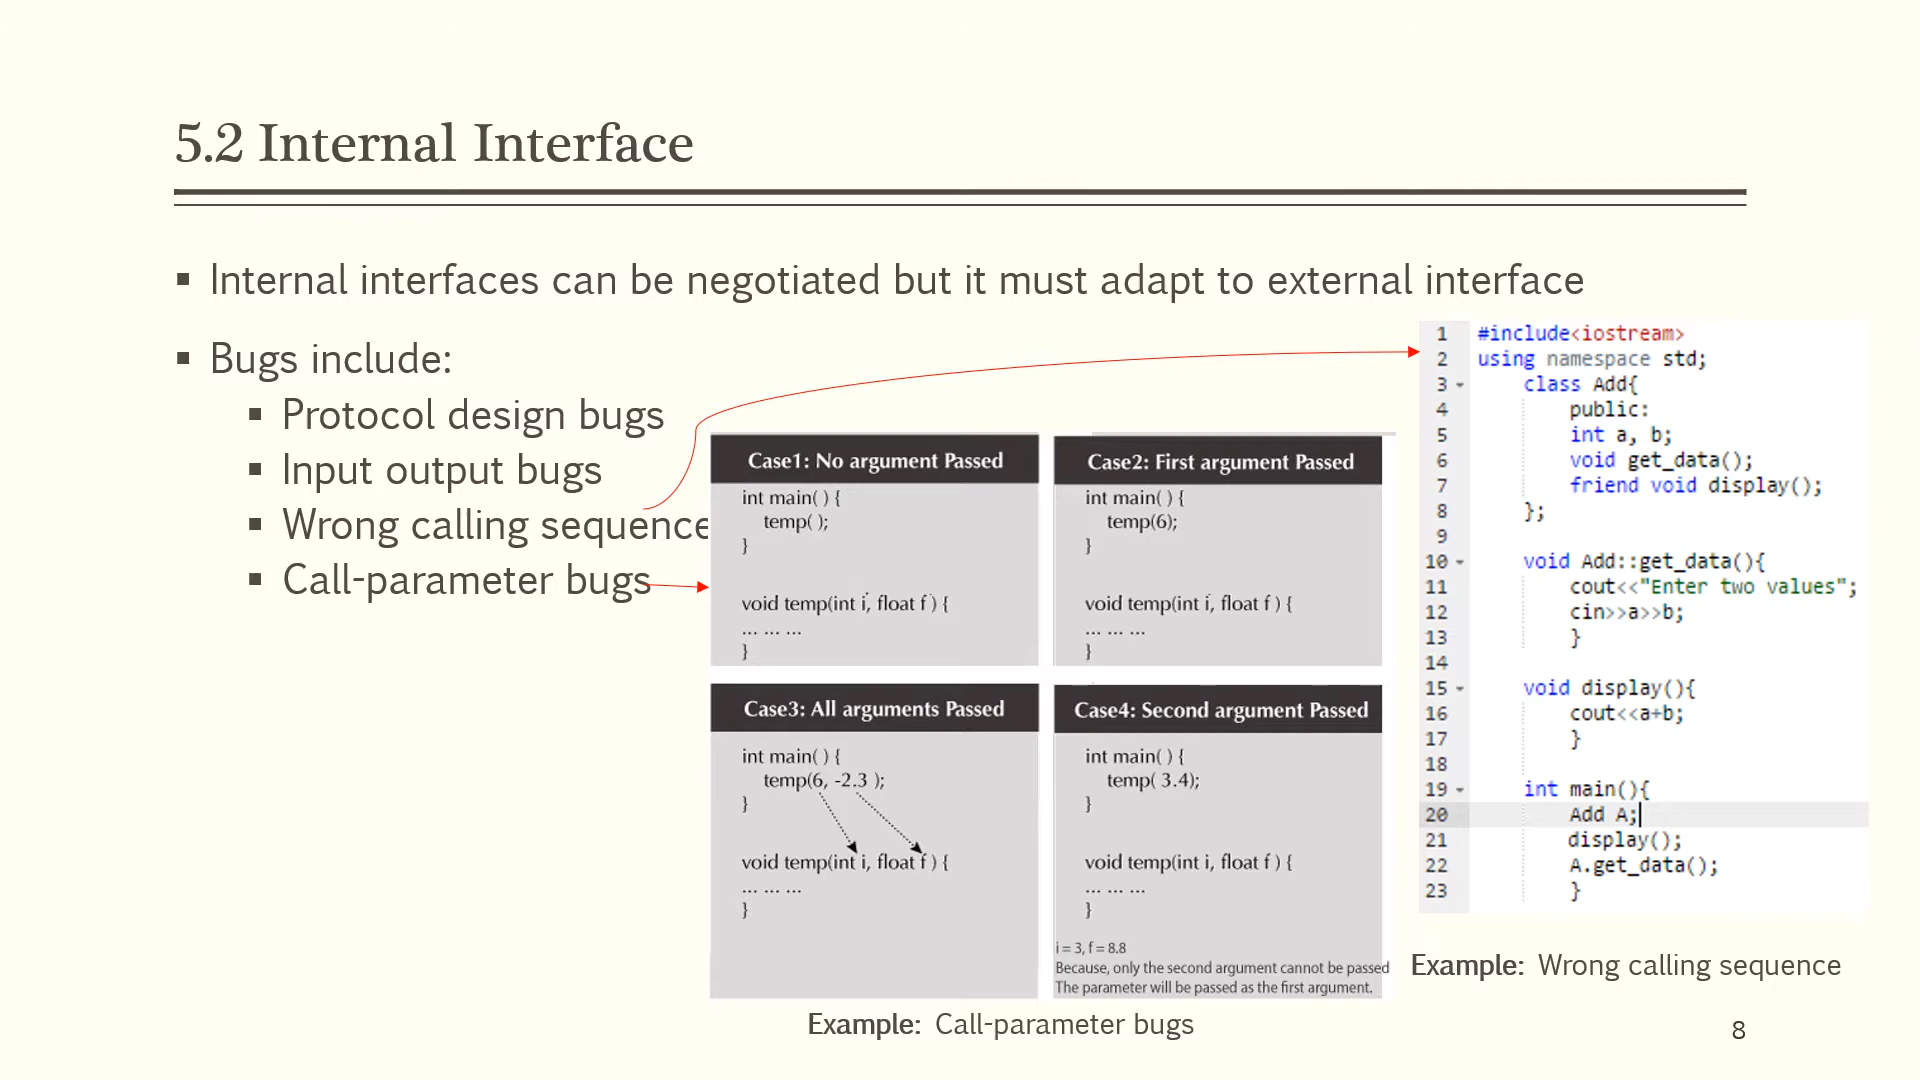 5.2 Internal Interface
▪ Internal interfaces can be negotiated but it must adapt to external interface
▪ Bugs include:
▪ Protocol design bugs
▪ Input output bugs
▪ Wrong calling sequence
▪ Call-parameter bugs
Case1: No argument Passed
int main( ) {
temp( );
}
void temp(int i, float f ) {
... ... ...
}
Case2: First argument Passed
int main( ) {
temp(6);
}
void temp(int i, float f ) {
... ... ...
}
Case3: All arguments Passed
int main( ) {
temp(6, -2.3 );
}
void temp(int i, float f ) {
... ... ...
}
Case4: Second argument Passed
int main( ) {
temp( 3.4);
}
void temp(int i, float f ) {
... ... ...
}
i = 3, f = 8.8
Because, only the second argument cannot be passed
The parameter will be passed as the first argument.
Example: Call-parameter bugs
1 #include<iostream>
2 using namespace std;
3 class Add{
4 public:
5 int a, b;
6 void get_data();
7 friend void display();
8 };
9
10 void Add::get_data(){
11 cout<<"Enter two values";
12 cin>>a>>b;
13 }
14
15 void display(){
16 cout<<a+b;
17 }
18
19 int main(){
20 Add A;
21 display();
22 A.get_data();
23 }
Example: Wrong calling sequence
8